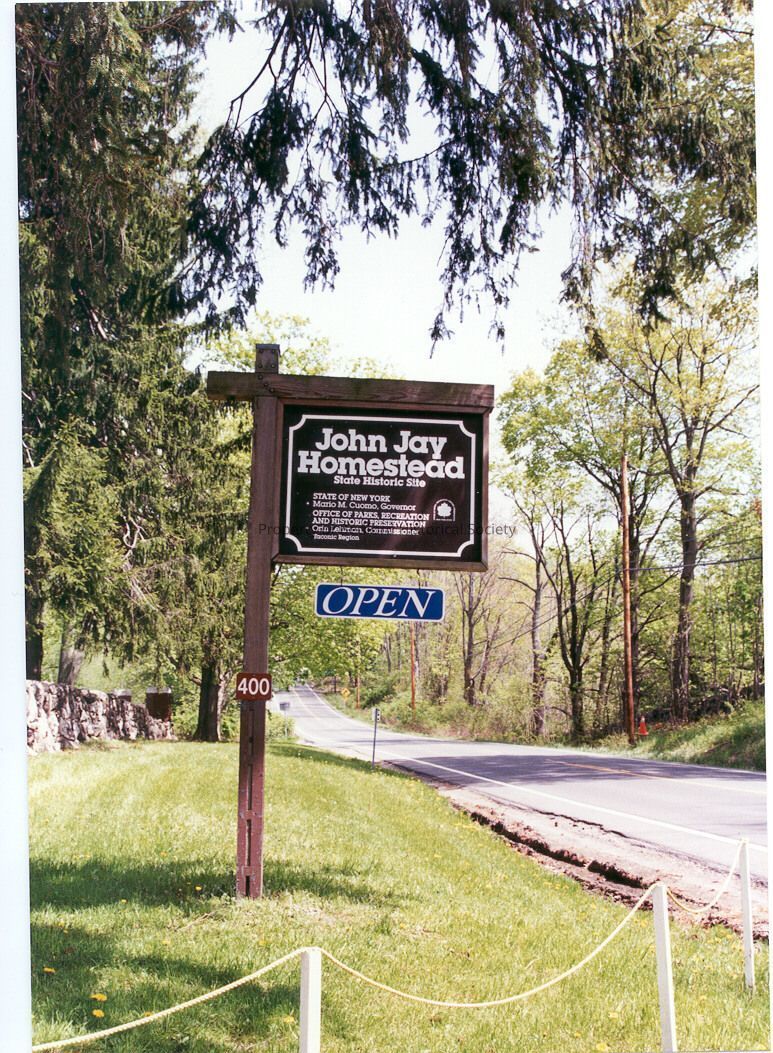 John Jay
Homestead
State Historic Site
STATE OF NEW YORK
Mario M. Cuomo, Governor
OFFICE OF PARKS, RECREATION
AND HISTORIC PRESERVATION
Orin Lehman, Commissioner
Taconic Region
OPEN
400
Society